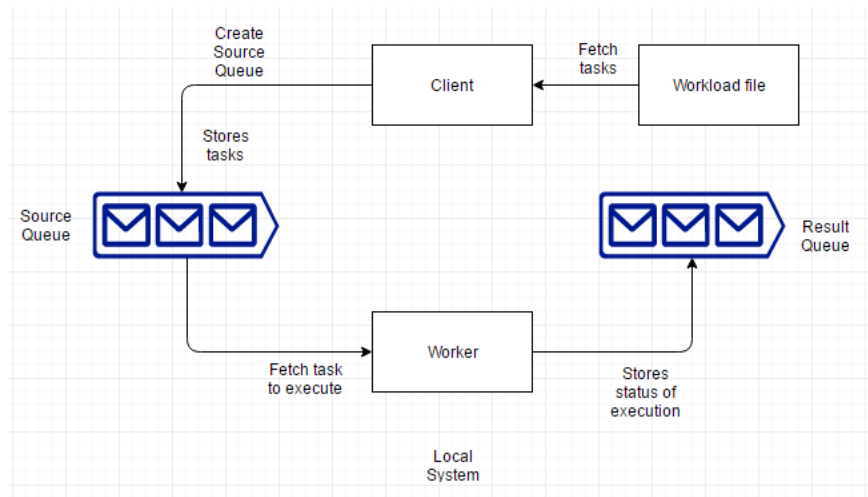 Create
Source
Queue
Client
Fetch
tasks
Workload file
Stores
tasks
Source
Queue
Result
Queue
Worker
Fetch task
to execute
Stores
status of
execution
Local
System